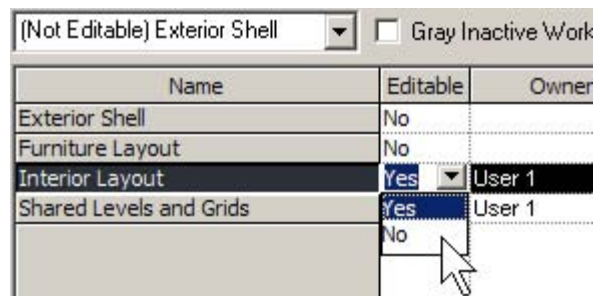 (Not Editable) Exterior Shell Gray Inactive Work
Name Editable Owner
Exterior Shell No
Furniture Layout No
Interior Layout Yes User 1
Shared Levels and Grids Yes User 1
No